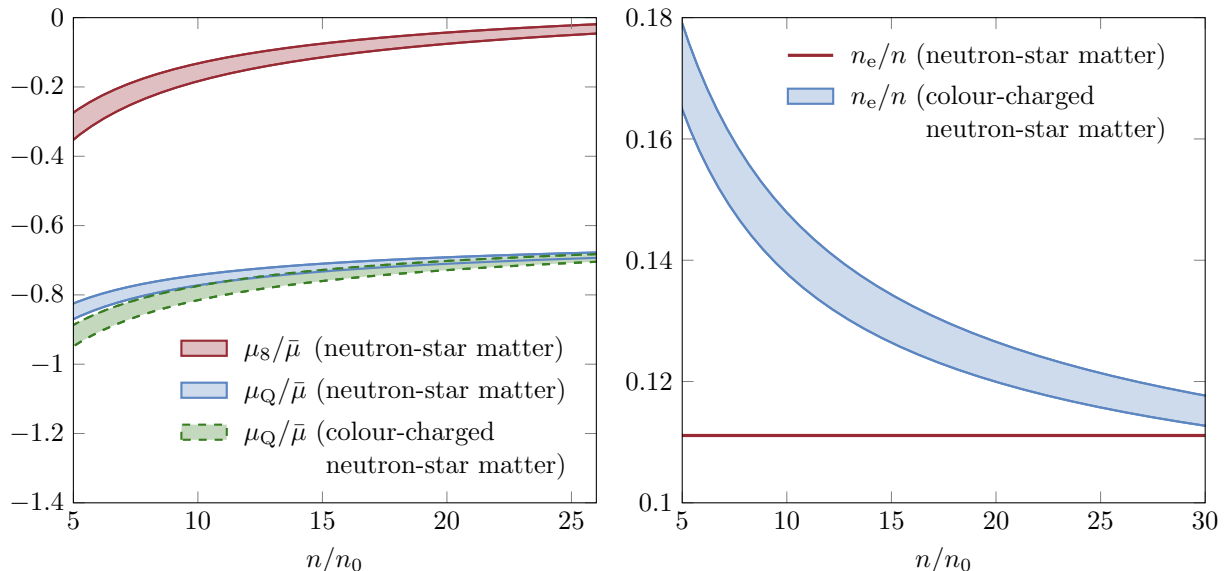 0
−0.2
−0.4
−0.6
−0.8
−1
−1.2
−1.4
5
10
15
20
25
n/n₀
μ₈/μ̄ (neutron-star matter)
μ_Q/μ̄ (neutron-star matter)
μ_Q/μ̄ (colour-charged
neutron-star matter)
0.18
0.16
0.14
0.12
0.1
5
10
15
20
25
30
n/n₀
nₑ/n (neutron-star matter)
nₑ/n (colour-charged
neutron-star matter)